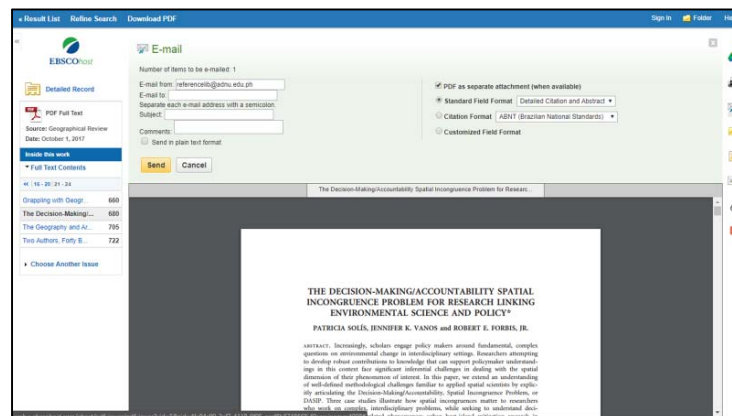 « Result List   Refine Search   Download PDF   Sign In   Folder
EBSCOhost
Detailed Record
PDF Full Text
Source: Geographical Review
Date: October 1, 2017
Inside this work
Full Text Contents
16 - 20 | 21 - 24
Grappling with Geogr...   660
The Decision-Making/...   680
The Geography and Ar...   705
Two Authors, Forty B...   722
Choose Another Issue
E-mail
Number of items to be e-mailed: 1
E-mail from: referencelib@adnu.edu.ph
E-mail to:
Separate each e-mail address with a semicolon.
Subject:
Comments:
Send in plain text format
Send   Cancel
PDF as separate attachment (when available)
Standard Field Format   Detailed Citation and Abstract
Citation Format   ABNT (Brazilian National Standards)
Customized Field Format
The Decision-Making/Accountability Spatial Incongruence Problem for Researc...
THE DECISION-MAKING/ACCOUNTABILITY SPATIAL
INCONGRUENCE PROBLEM FOR RESEARCH LINKING
ENVIRONMENTAL SCIENCE AND POLICY*
PATRICIA SOLÍS, JENNIFER K. VANOS and ROBERT E. FORBIS, JR.
ABSTRACT. Increasingly, scholars engage policy makers around fundamental, complex
questions on environmental change in interdisciplinary settings. Researchers attempting
to develop robust contributions to knowledge that can support policymaker understand-
ings in this context face significant inferential challenges in dealing with the spatial
dimension of their phenomenon of interest. In this paper, we extend an understanding
of well-defined methodological challenges familiar to applied spatial scientists by explic-
itly articulating the Decision-Making/Accountability, Spatial Incongruence Problem, or
DASIP. Three case studies illustrate how spatial incongruence matters to researchers
who work on complex, interdisciplinary problems, while seeking to understand deci-